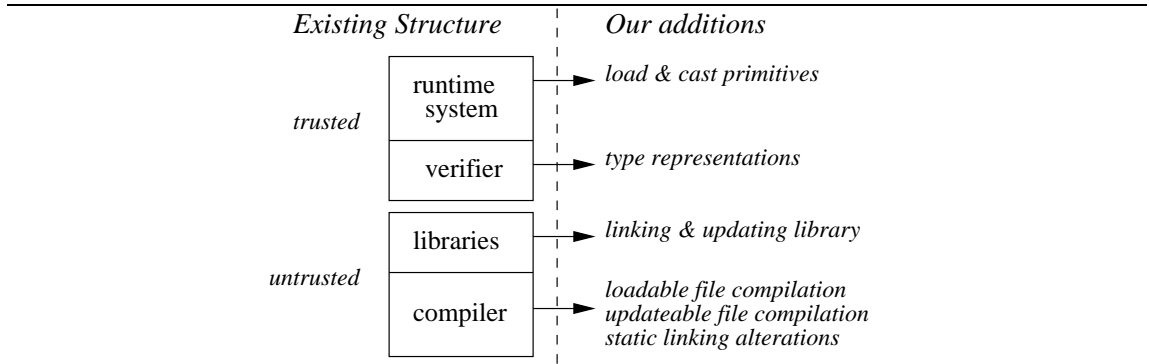 Existing Structure
Our additions
runtime
system
load & cast primitives
trusted
verifier
type representations
libraries
linking & updating library
untrusted
compiler
loadable file compilation
updateable file compilation
static linking alterations